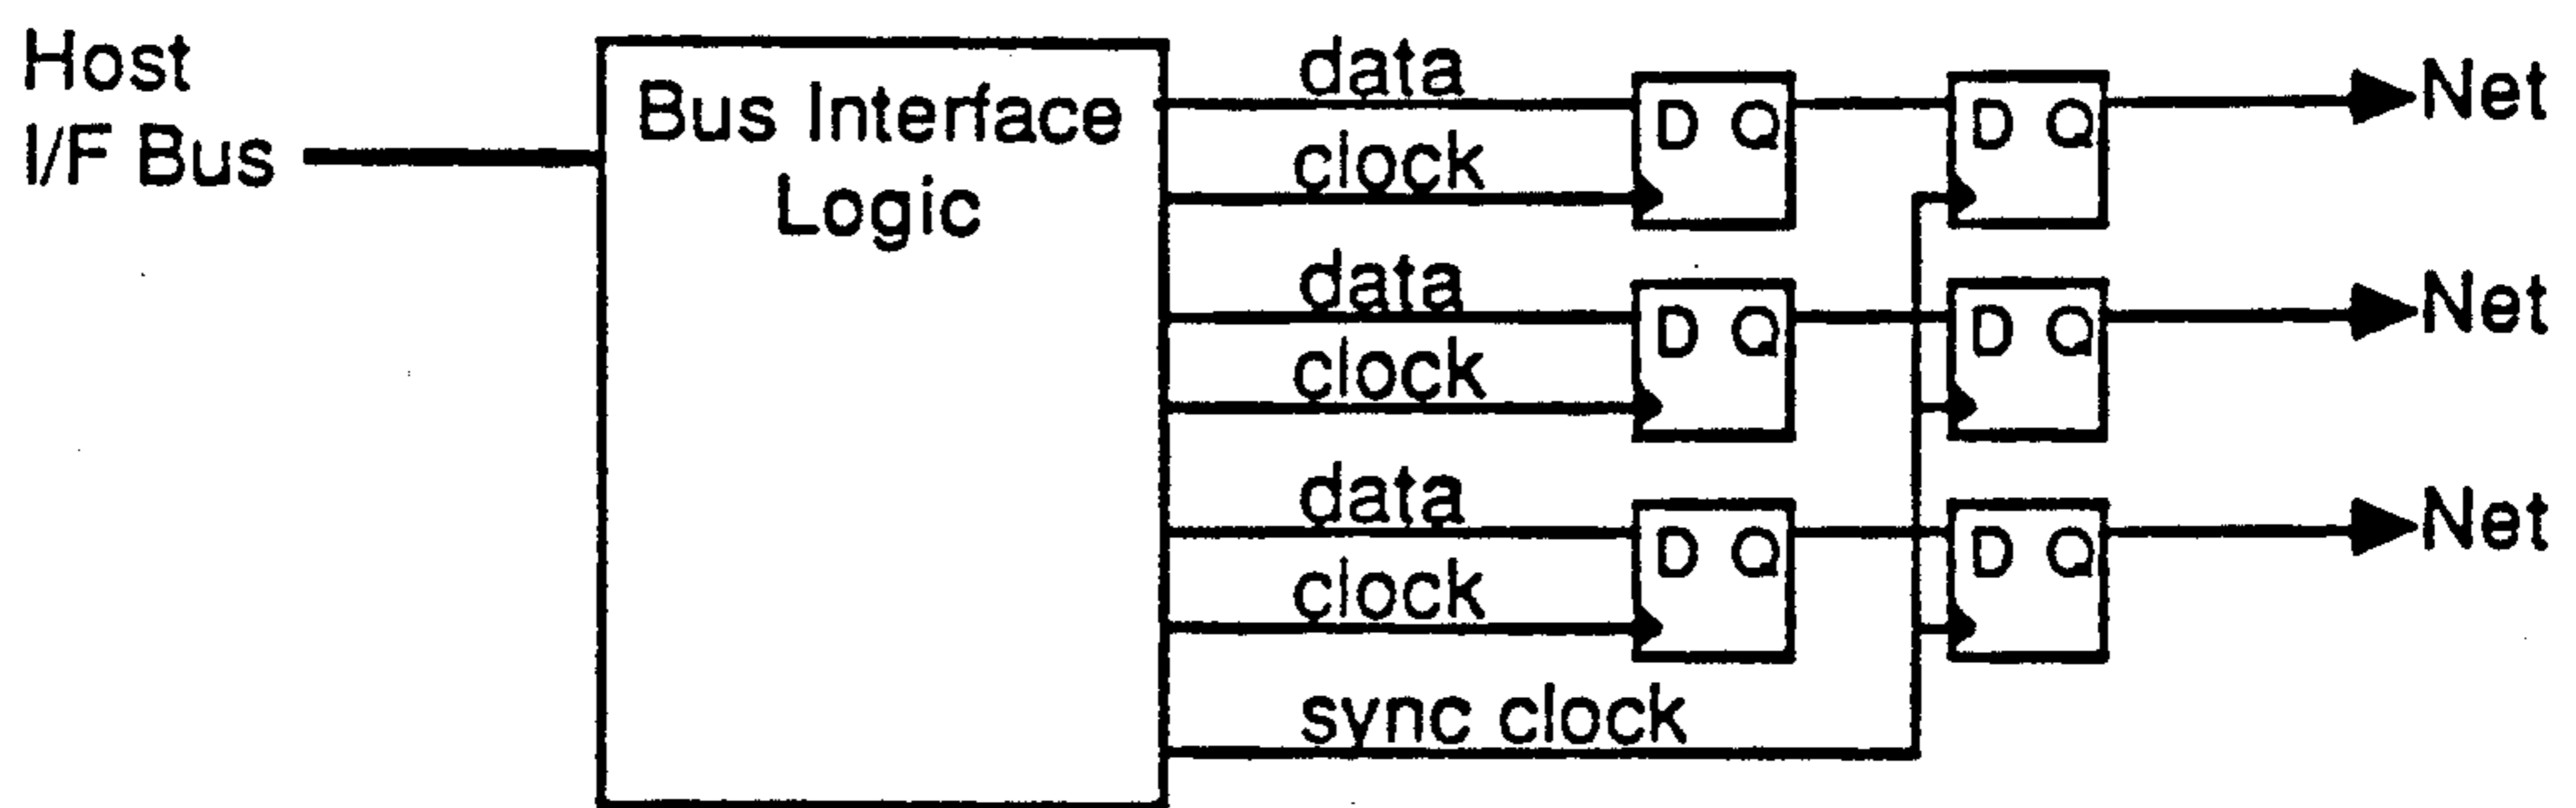 Host
I/F Bus
Bus Interface
Logic
data
clock
D Q
D Q
Net
data
clock
D Q
D Q
Net
data
clock
D Q
D Q
Net
sync clock